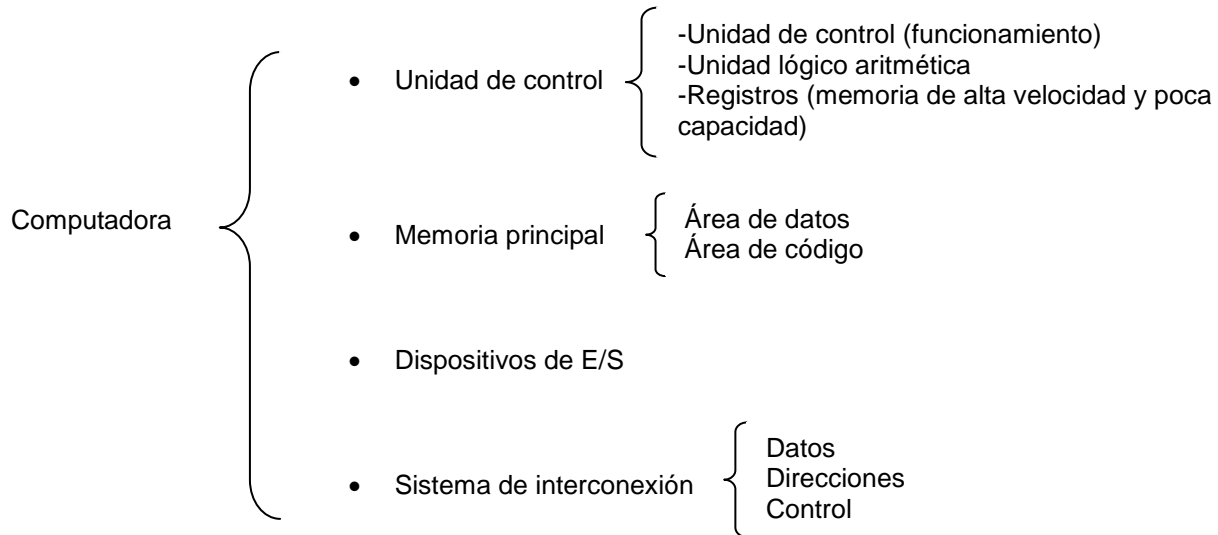 Computadora
• Unidad de control
-Unidad de control (funcionamiento)
-Unidad lógico aritmética
-Registros (memoria de alta velocidad y poca
capacidad)
• Memoria principal
Área de datos
Área de código
• Dispositivos de E/S
• Sistema de interconexión
Datos
Direcciones
Control